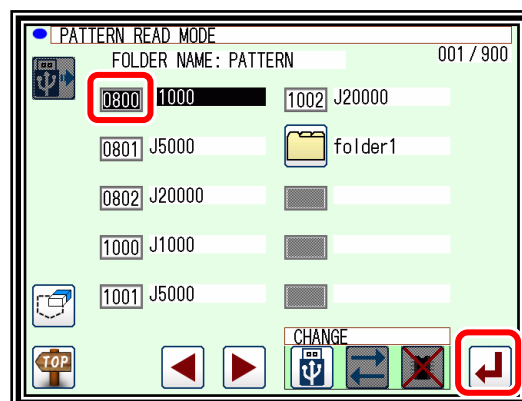 PATTERN READ MODE
FOLDER NAME: PATTERN 001 / 900
0800 1000 1002 J20000
0801 J5000 folder1
0802 J20000
1000 J1000
1001 J5000
CHANGE
TOP